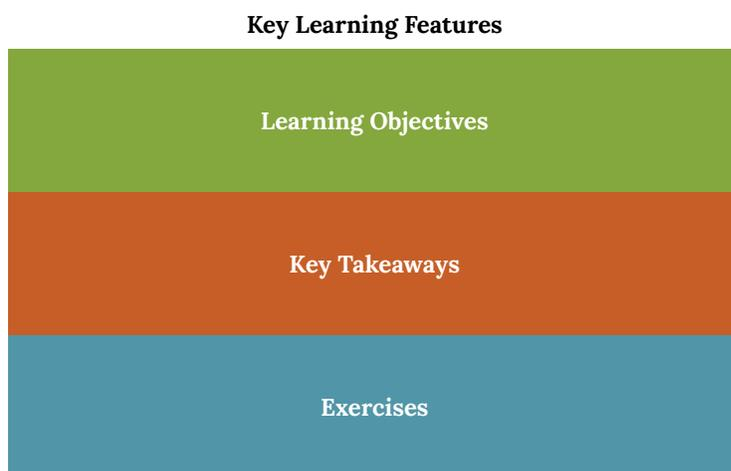 Key Learning Features
Learning Objectives
Key Takeaways
Exercises